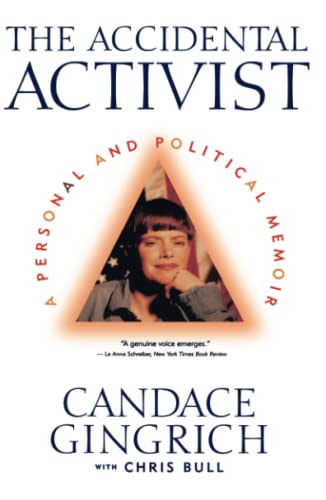 THE ACCIDENTAL
ACTIVIST
A PERSONAL AND POLITICAL MEMOIR
"A genuine voice emerges."
— Le Anne Schreiber, New York Times Book Review
CANDACE
GINGRICH
WITH CHRIS BULL